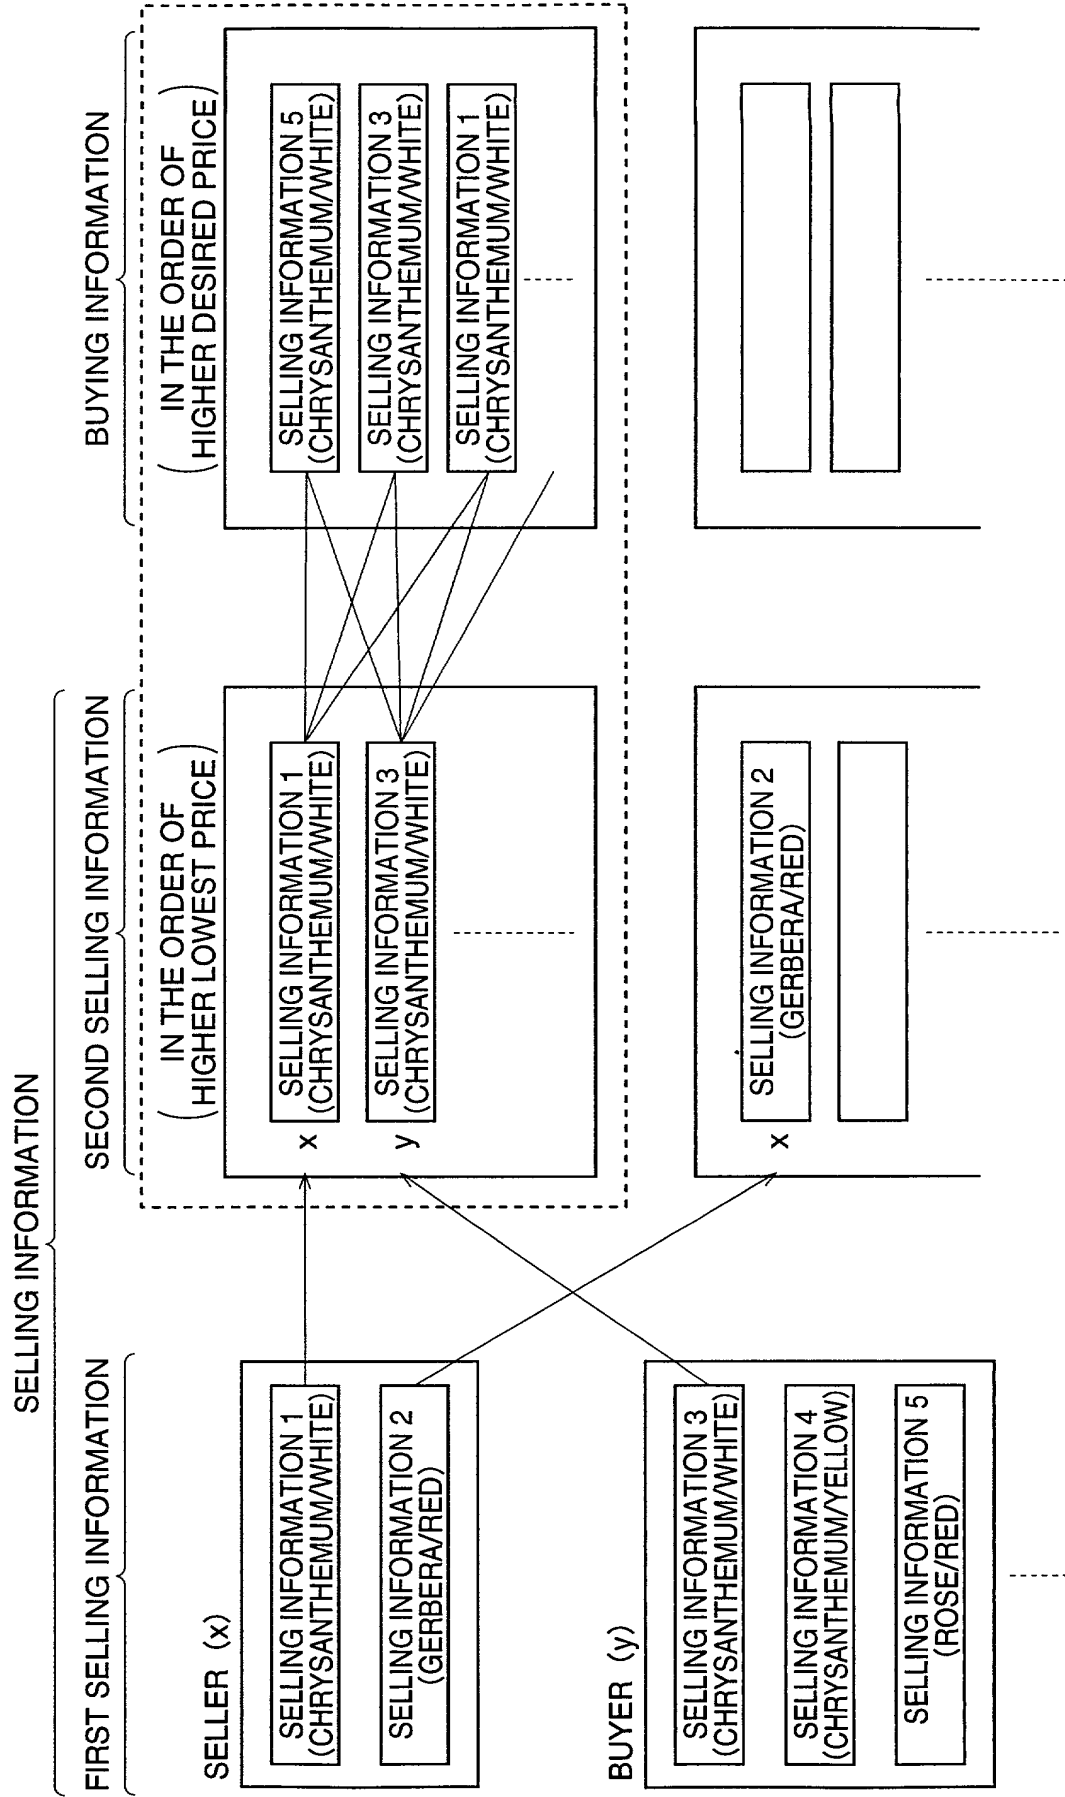 SELLING INFORMATION
FIRST SELLING INFORMATION
SECOND SELLING INFORMATION
BUYING INFORMATION
SELLER (x)
SELLING INFORMATION 1
(CHRYSANTHEMUM/WHITE)
SELLING INFORMATION 2
(GERBERA/RED)
BUYER (y)
SELLING INFORMATION 3
(CHRYSANTHEMUM/WHITE)
SELLING INFORMATION 4
(CHRYSANTHEMUM/YELLOW)
SELLING INFORMATION 5
(ROSE/RED)
(IN THE ORDER OF
HIGHER LOWEST PRICE)
x
SELLING INFORMATION 1
(CHRYSANTHEMUM/WHITE)
y
SELLING INFORMATION 3
(CHRYSANTHEMUM/WHITE)
x
SELLING INFORMATION 2
(GERBERA/RED)
(IN THE ORDER OF
HIGHER DESIRED PRICE)
SELLING INFORMATION 5
(CHRYSANTHEMUM/WHITE)
SELLING INFORMATION 3
(CHRYSANTHEMUM/WHITE)
SELLING INFORMATION 1
(CHRYSANTHEMUM/WHITE)